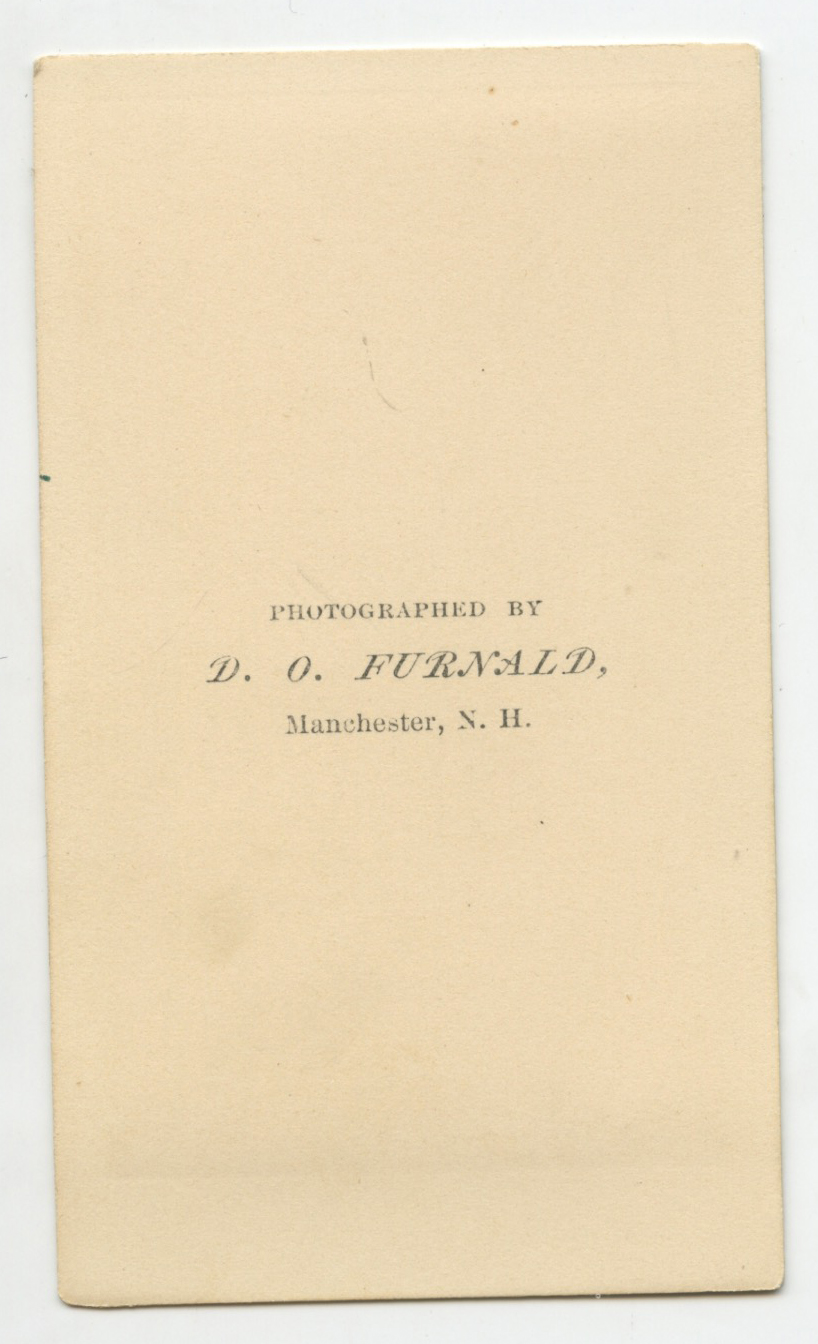 PHOTOGRAPHED BY
D. O. FURNALD,
Manchester, N. H.